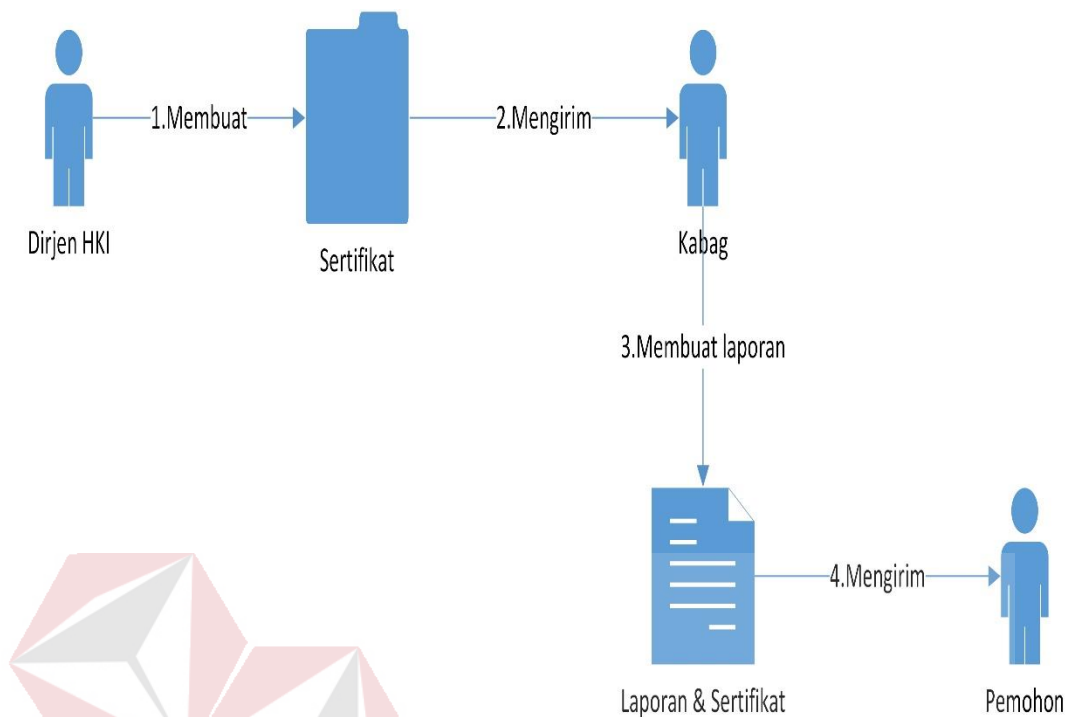 1.Membuat
2.Mengirim
Dirjen HKI
Sertifikat
Kabag
3.Membuat laporan
4.Mengirim
Laporan & Sertifikat
Pemohon